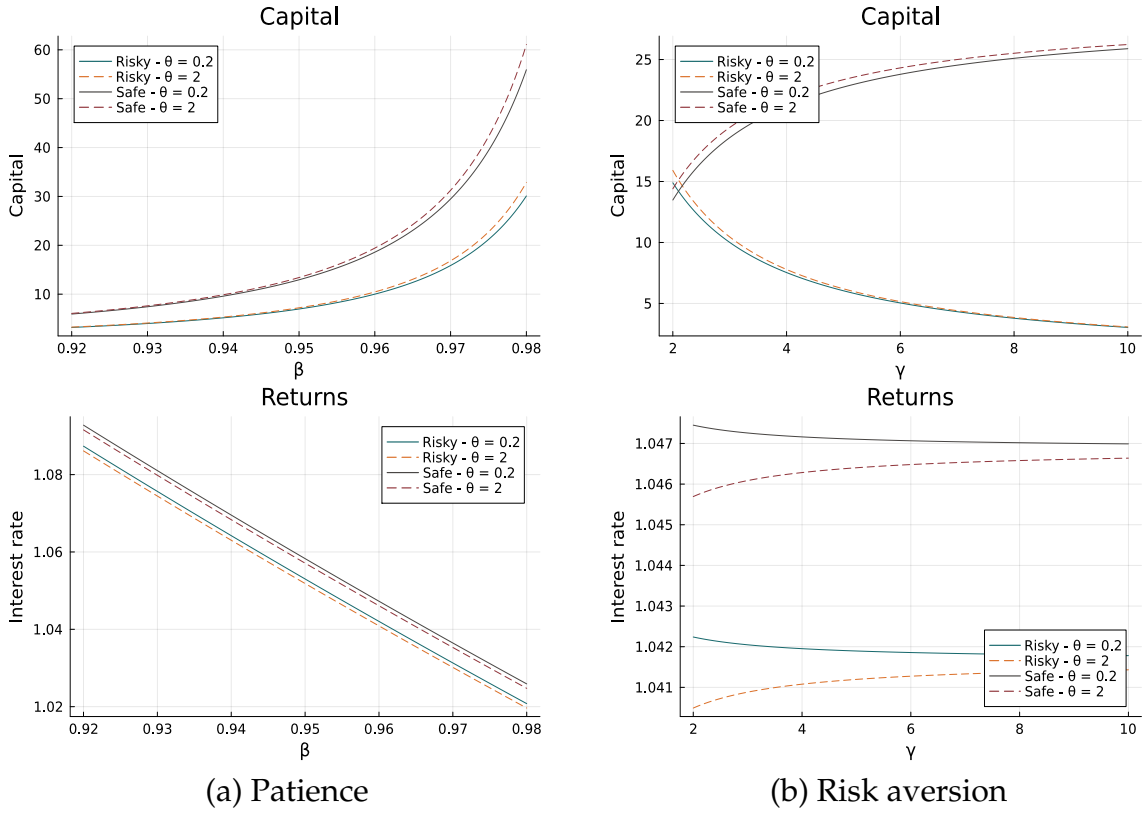 Capital
Capital
60
50
40
30
20
10
Risky - θ = 0.2
Risky - θ = 2
Safe - θ = 0.2
Safe - θ = 2
0.92 0.93 0.94 0.95 0.96 0.97 0.98
β
Capital
Capital
25
20
15
10
5
Risky - θ = 0.2
Risky - θ = 2
Safe - θ = 0.2
Safe - θ = 2
2 4 6 8 10
γ
Returns
Interest rate
1.08
1.06
1.04
1.02
Risky - θ = 0.2
Risky - θ = 2
Safe - θ = 0.2
Safe - θ = 2
0.92 0.93 0.94 0.95 0.96 0.97 0.98
β
Returns
Interest rate
1.047
1.046
1.045
1.044
1.043
1.042
1.041
Risky - θ = 0.2
Risky - θ = 2
Safe - θ = 0.2
Safe - θ = 2
2 4 6 8 10
γ
(a) Patience
(b) Risk aversion